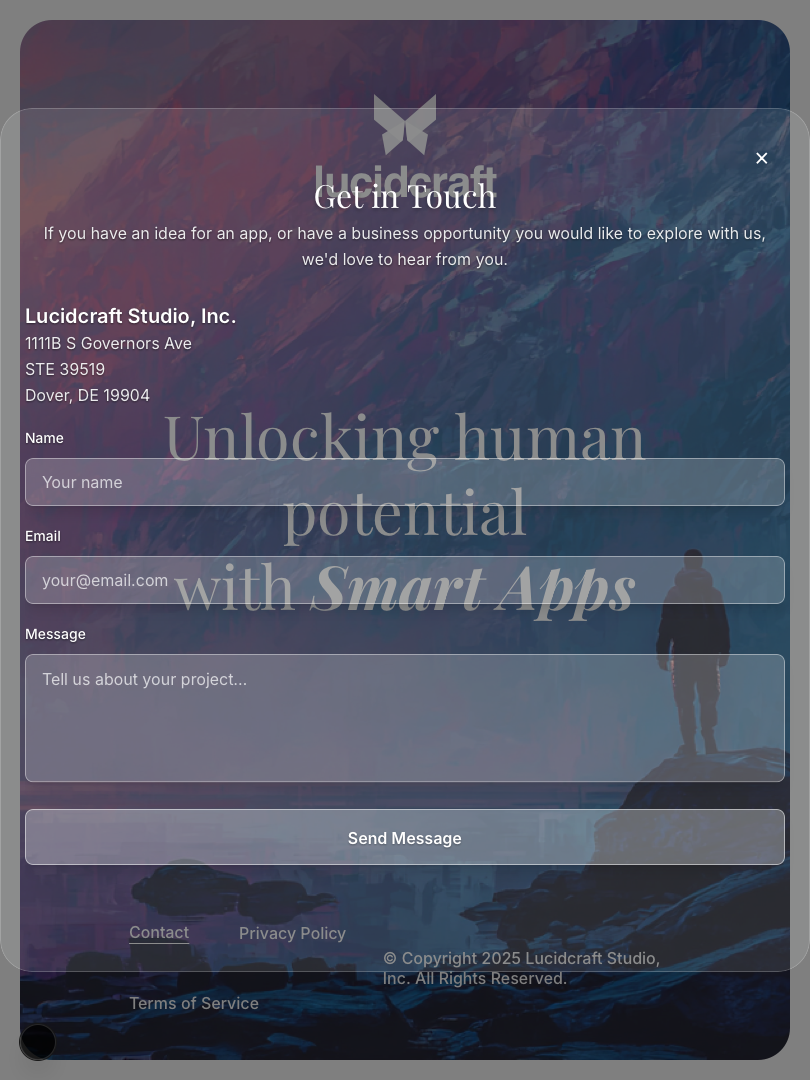 lucidcraft
Get in Touch
If you have an idea for an app, or have a business opportunity you would like to explore with us,
we'd love to hear from you.
Lucidcraft Studio, Inc.
1111B S Governors Ave
STE 39519
Dover, DE 19904
Unlocking human
potential
with Smart Apps
Name
Your name
Email
your@email.com
Message
Tell us about your project...
Send Message
Contact
Privacy Policy
© Copyright 2025 Lucidcraft Studio,
Inc. All Rights Reserved.
Terms of Service